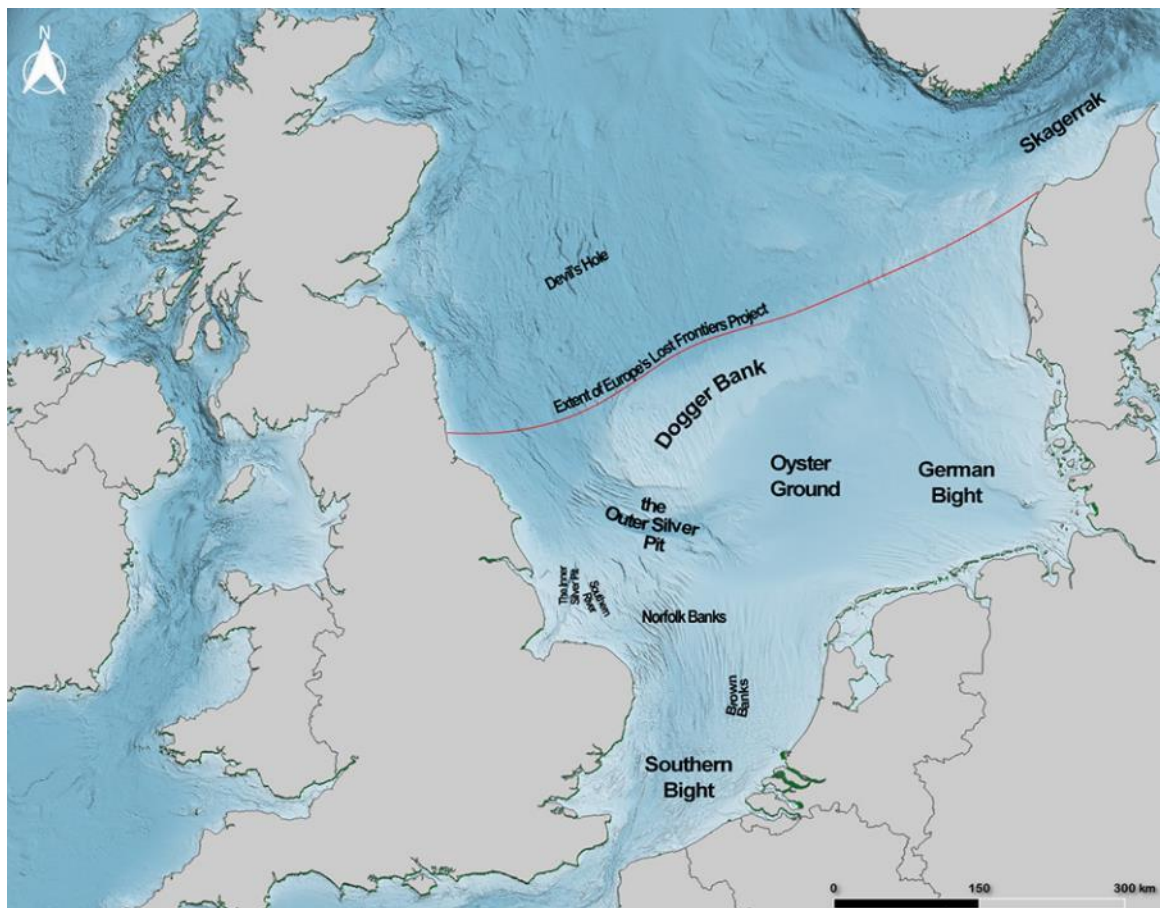 N
Skagerrak
Devil's Hole
Extent of Europe's Lost Frontiers Project
Dogger Bank
Oyster
Ground
German
Bight
the
Outer Silver
Pit
The Inner
Silver Pit
Southern
River
Norfolk Banks
Brown
Banks
Southern
Bight
0 150 300 km